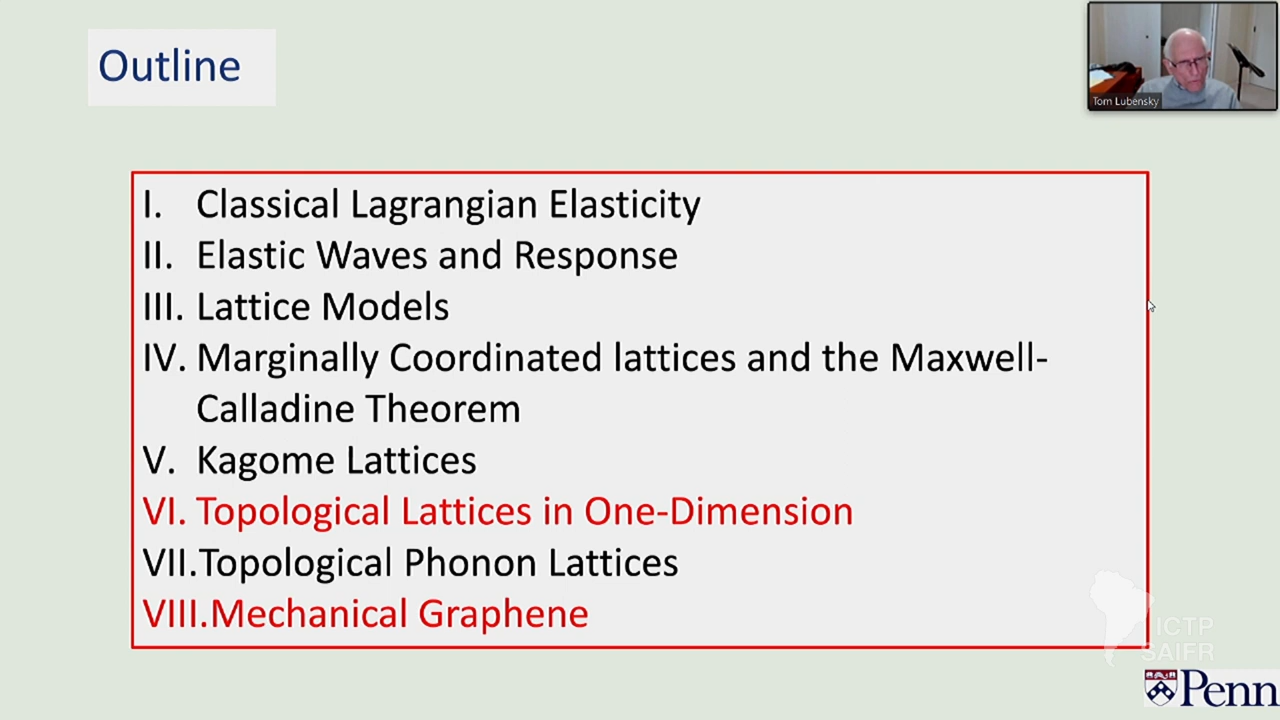 Outline
Tom Lubensky
I. Classical Lagrangian Elasticity
II. Elastic Waves and Response
III. Lattice Models
IV. Marginally Coordinated lattices and the Maxwell-
Calladine Theorem
V. Kagome Lattices
VI. Topological Lattices in One-Dimension
VII.Topological Phonon Lattices
VIII.Mechanical Graphene
ICTP
SAIFR
Penn